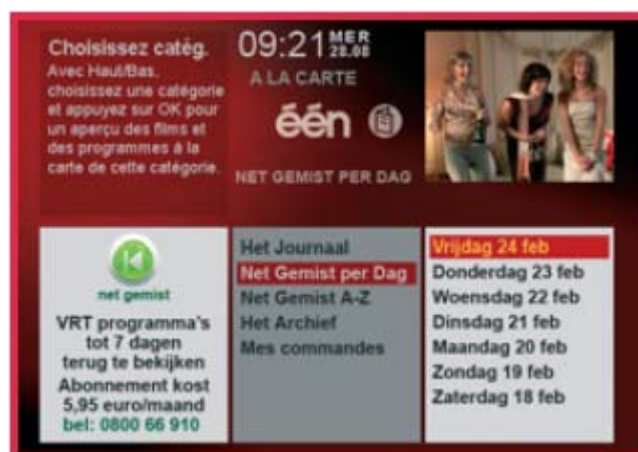 Choisissez catég.
Avec Haut/Bas,
choisissez une catégorie
et appuyez sur OK pour
un aperçu des films et
des programmes à la
carte de cette catégorie.
09:21 MER
28.08
A LA CARTE
één
NET GEMIST PER DAG
net gemist
VRT programma's
tot 7 dagen
terug te bekijken
Abonnement kost
5,95 euro/maand
bel: 0800 66 910
Het Journaal
Net Gemist per Dag
Net Gemist A-Z
Het Archief
Mes commandes
Vrijdag 24 feb
Donderdag 23 feb
Woensdag 22 feb
Dinsdag 21 feb
Maandag 20 feb
Zondag 19 feb
Zaterdag 18 feb